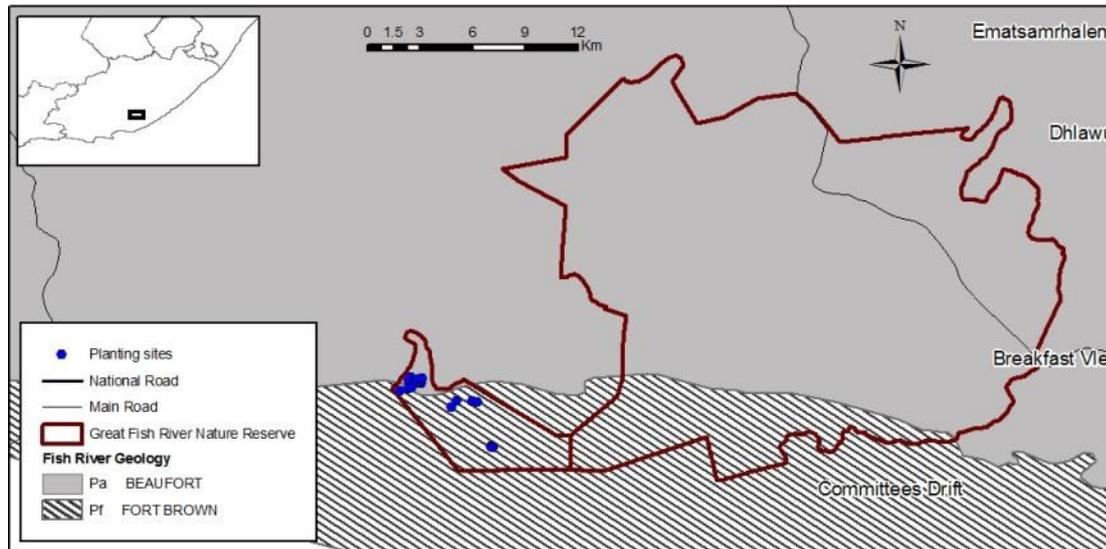 Ematsamrhalen
N
0 1.5 3 6 9 12
Km
Dhlawu
Breakfast Vle
Planting sites
National Road
Main Road
Great Fish River Nature Reserve
Fish River Geology
Pa BEAUFORT
Pf FORT BROWN
Committees Drift